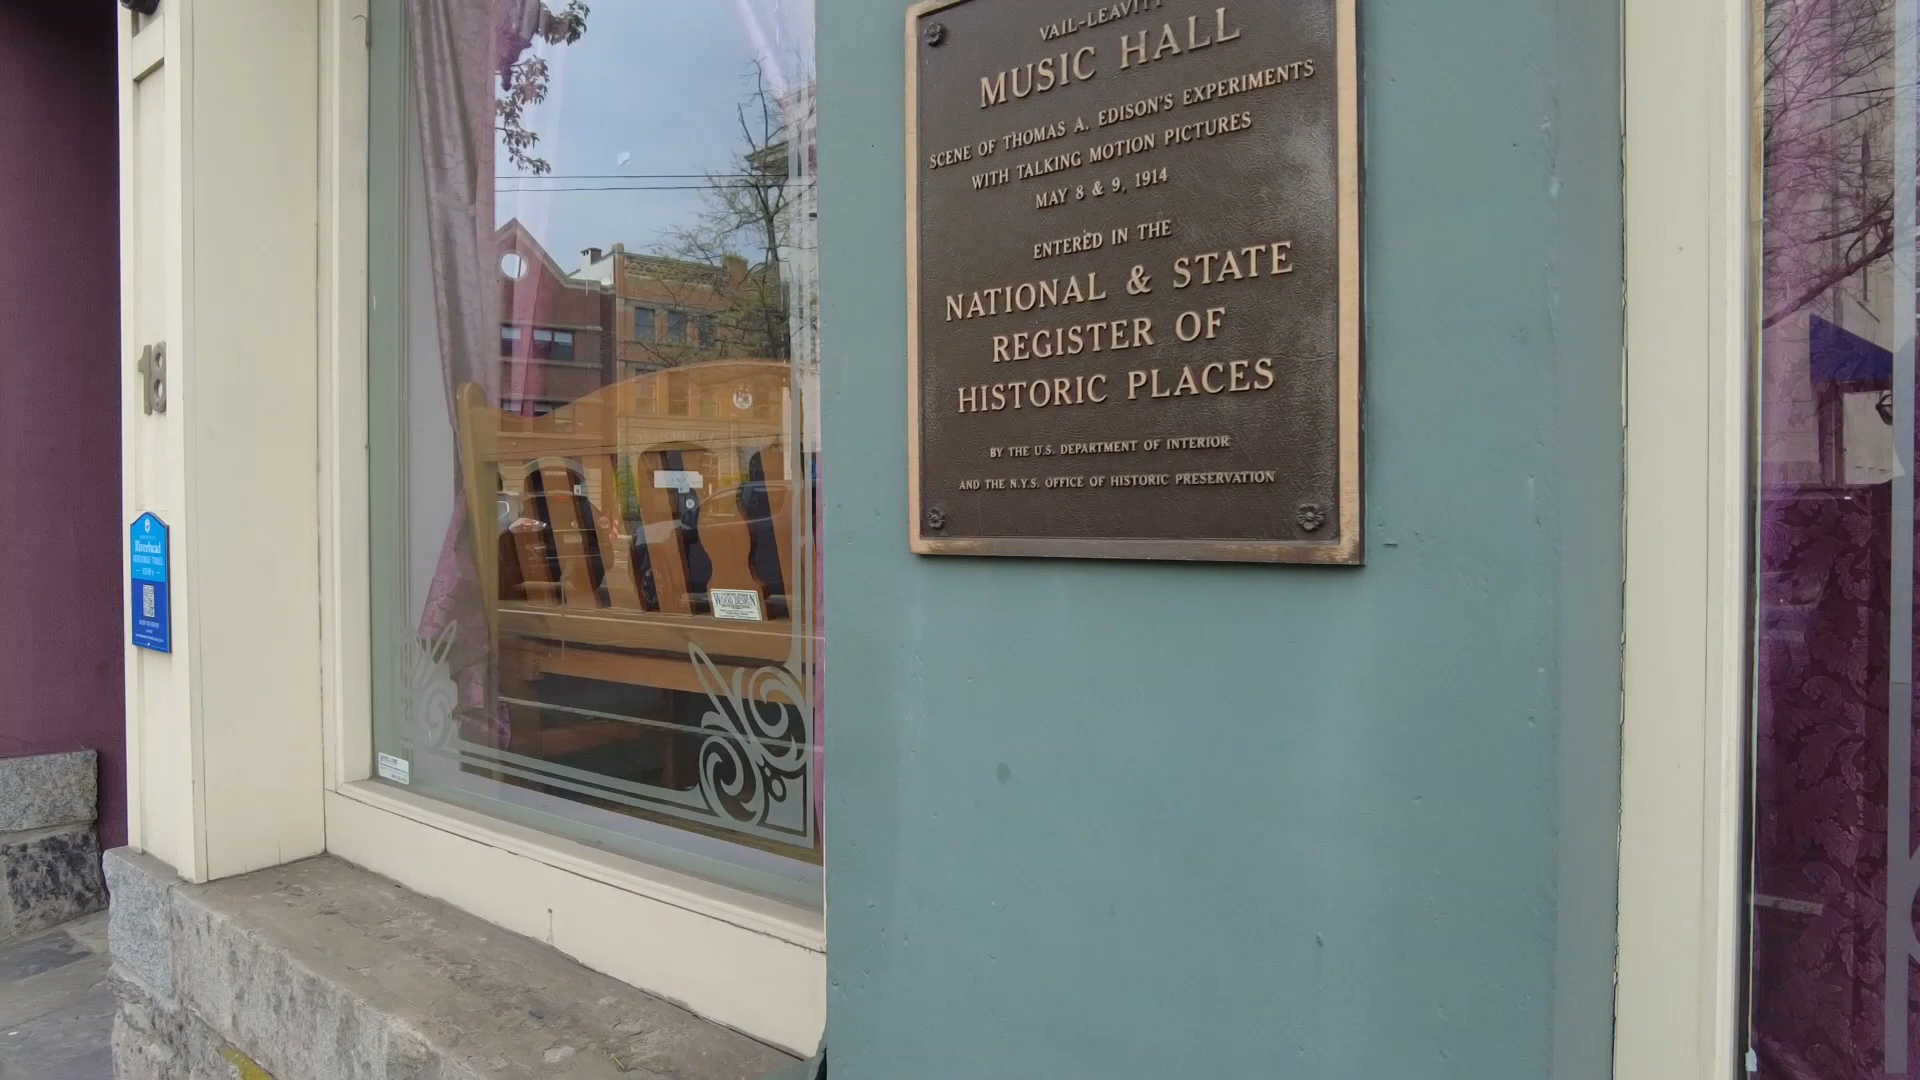 VAIL-LEAVITT
MUSIC HALL
SCENE OF THOMAS A. EDISON'S EXPERIMENTS
WITH TALKING MOTION PICTURES
MAY 8 & 9, 1914
ENTERED IN THE
NATIONAL & STATE
REGISTER OF
HISTORIC PLACES
BY THE U.S. DEPARTMENT OF INTERIOR
AND THE N.Y.S. OFFICE OF HISTORIC PRESERVATION
18
Riverhead
WOOD DESIGN